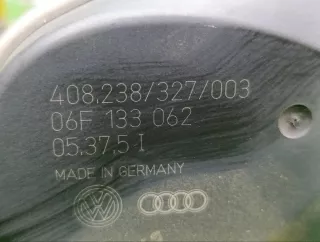 408.238/327/003
06F 133 062
05.37,5 I
MADE IN GERMANY